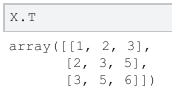 X.T
array([[1, 2, 3],
       [2, 3, 5],
       [3, 5, 6]])